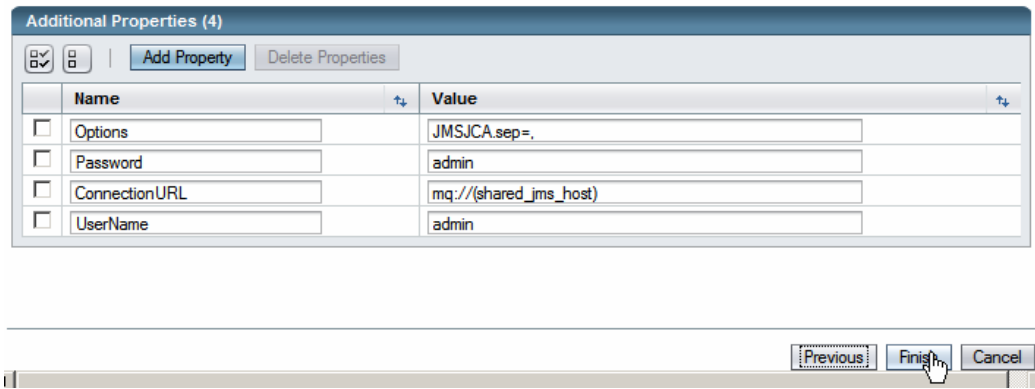 Additional Properties (4)
Add Property Delete Properties
Name Value
Options JMSJCA.sep=,
Password admin
ConnectionURL mq://(shared_jms_host)
UserName admin
Previous Finish Cancel